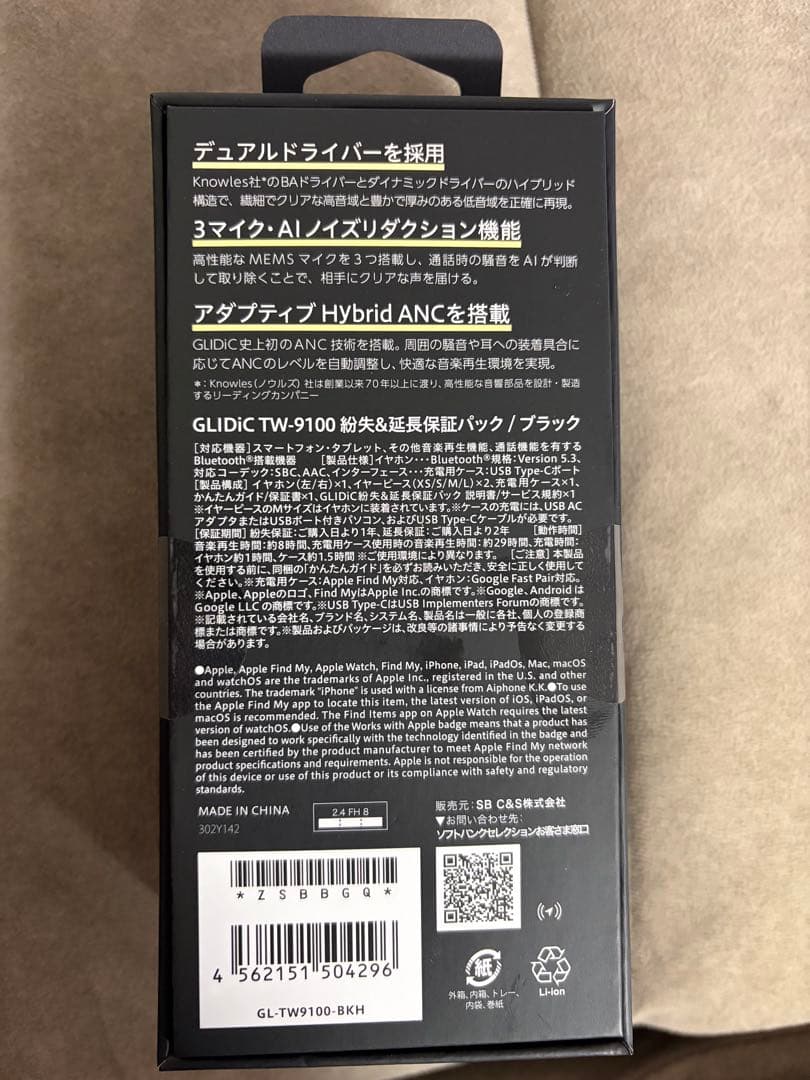 デュアルドライバーを採用
Knowles社*のBAドライバーとダイナミックドライバーのハイブリッド
構造で、繊細でクリアな高音域と豊かで厚みのある低音域を正確に再現。
3マイク・AIノイズリダクション機能
高性能な MEMS マイクを3つ搭載し、通話時の騒音をAIが判断
して取り除くことで、相手にクリアな声を届ける。
アダプティブ Hybrid ANCを搭載
GLIDiC史上初のANC 技術を搭載。周囲の騒音や耳への装着具合に
応じてANCのレベルを自動調整し、快適な音楽再生環境を実現。
*：Knowles（ノウルズ）社は創業以来70年以上に渡り、高性能な音響部品を設計・製造
するリーディングカンパニー
GLIDiC TW-9100 紛失&延長保証パック / ブラック
[対応機器]スマートフォン・タブレット、その他音楽再生機能、通話機能を有する
Bluetooth®搭載機器 [製品仕様]イヤホン・・・Bluetooth®規格：Version 5.3、
対応コーデック：SBC、AAC、インターフェース・・・充電用ケース：USB Type-Cポート
[製品構成] イヤホン(左/右)×1、イヤーピース(XS/S/M/L)×2、充電用ケース×1、
かんたんガイド/保証書×1、GLIDiC紛失&延長保証パック 説明書/サービス規約×1
※イヤーピースのMサイズはイヤホンに装着されています。※ケースの充電には、USB AC
アダプタまたはUSBポート付きパソコン、およびUSB Type-Cケーブルが必要です。
[保証期間] 紛失保証：ご購入日より1年、延長保証：ご購入日より2年 [動作時間]
音楽再生時間：約8時間、充電用ケース使用時の音楽再生時間：約29時間、充電時間：
イヤホン約1時間、ケース約1.5時間 ※ご使用環境により異なります。 [ご注意] 本製品
を使用する前に、同梱の「かんたんガイド」を必ずお読みいただき、安全に正しく使用して
ください。※充電用ケース：Apple Find My対応、イヤホン：Google Fast Pair対応。
※Apple、Appleのロゴ、Find MyはApple Inc.の商標です。※Google、Android は
Google LLC の商標です。※USB Type-CはUSB Implementers Forumの商標です。
※記載されている会社名、ブランド名、システム名、製品名は一般に各社、個人の登録商
標または商標です。※製品およびパッケージは、改良等の諸事情により予告なく変更する
場合があります。
●Apple, Apple Find My, Apple Watch, Find My, iPhone, iPad, iPadOs, Mac, macOS
and watchOS are the trademarks of Apple Inc., registered in the U.S. and other
countries. The trademark "iPhone" is used with a license from Aiphone K.K.●To use
the Apple Find My app to locate this item, the latest version of iOS, iPadOS, or
macOS is recommended. The Find Items app on Apple Watch requires the latest
version of watchOS.●Use of the Works with Apple badge means that a product has
been designed to work specifically with the technology identified in the badge and
has been certified by the product manufacturer to meet Apple Find My network
product specifications and requirements. Apple is not responsible for the operation
of this device or use of this product or its compliance with safety and regulatory
standards.
MADE IN CHINA
302Y142
2.4 FH 8
販売元：SB C&S株式会社
▼お問い合わせ先：
ソフトバンクセレクションお客さま窓口
* Z S B B G Q *
4 562151 504296
GL-TW9100-BKH
紙
外箱、内箱、トレー、
内袋、巻紙
Li-ion